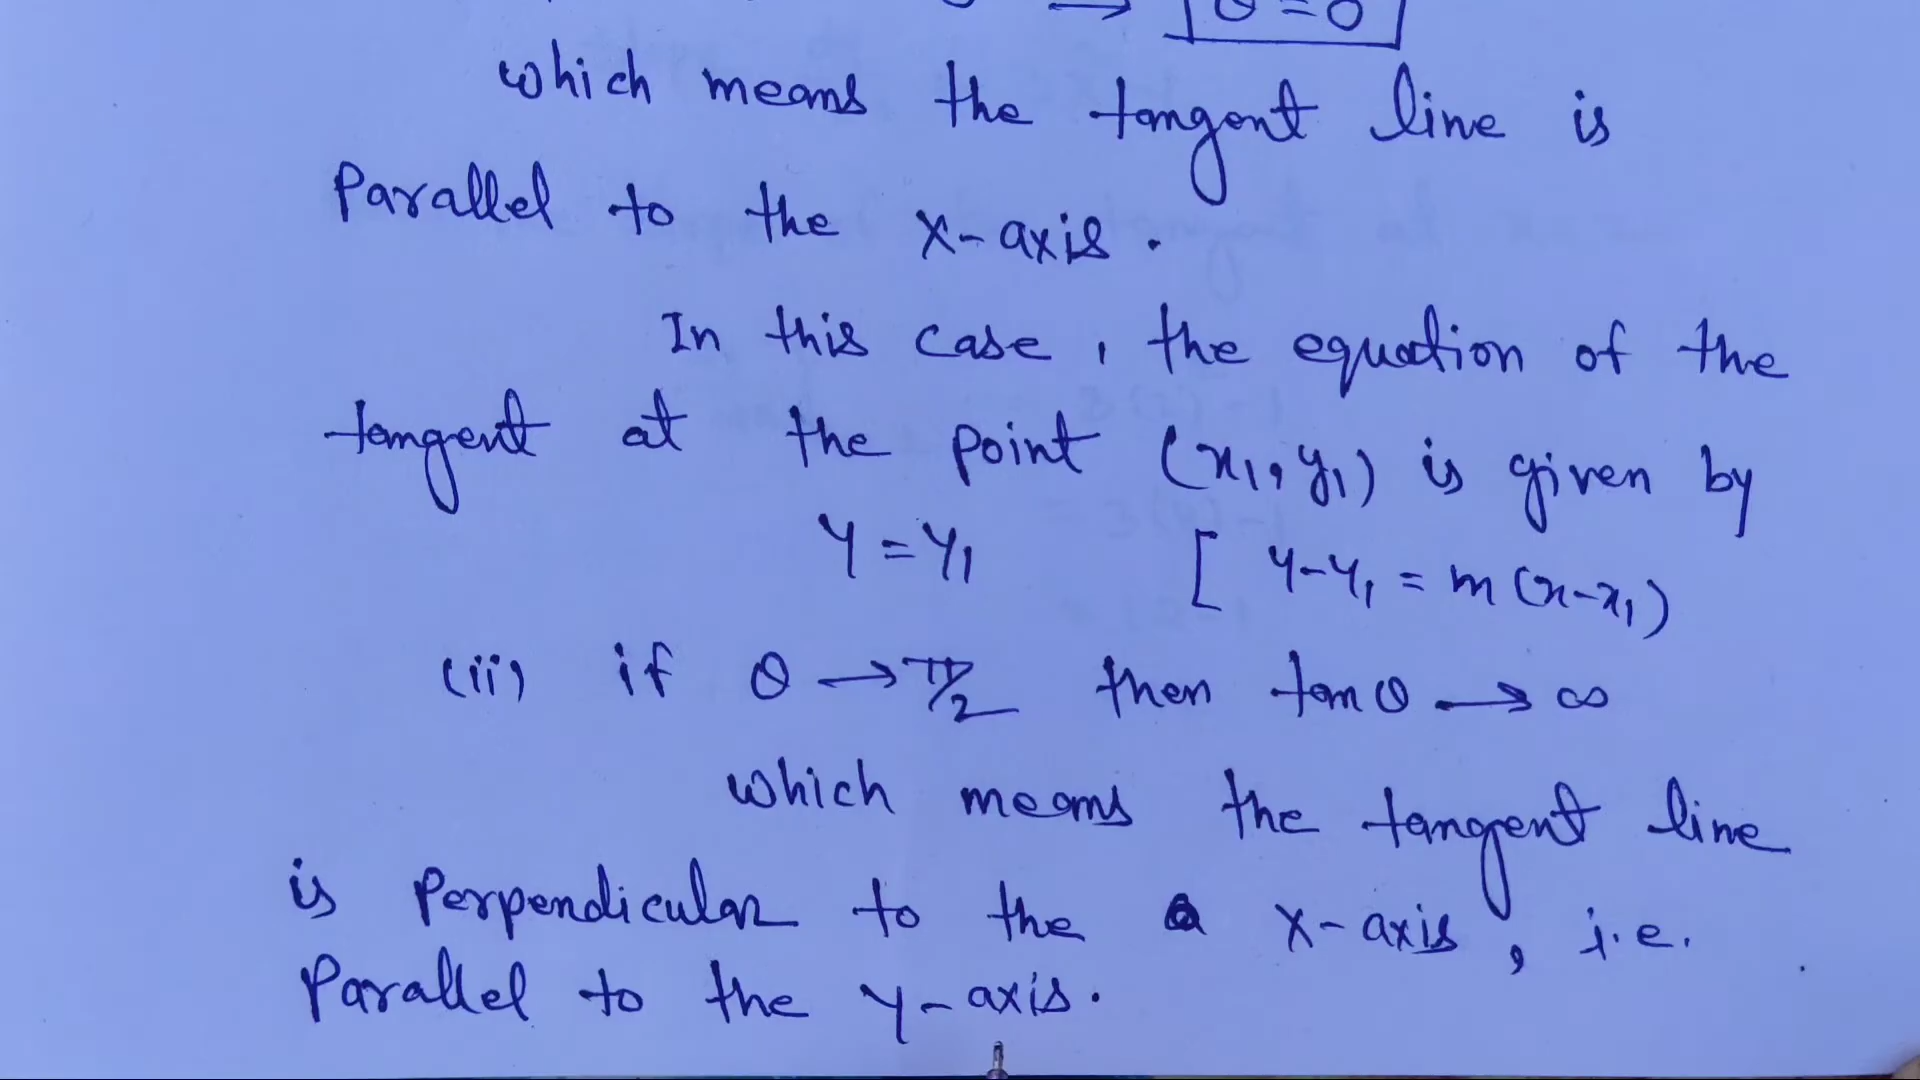 → θ = 0
which means the tangent line is
Parallel to the x-axis.
In this case, the equation of the
tangent at the point (x₁, y₁) is given by
y = y₁ [ y-y₁ = m(x-x₁)
(ii) if θ → π/2 then tan θ → ∞
which means the tangent line
is Perpendicular to the x-axis, i.e.
Parallel to the y-axis.